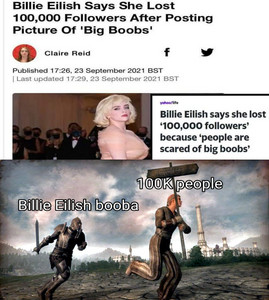 Billie Eilish Says She Lost
100,000 Followers After Posting
Picture Of 'Big Boobs'
Claire Reid
Published 17:26, 23 September 2021 BST
| Last updated 17:29, 23 September 2021 BST
yahoo!life
Billie Eilish says she lost
'100,000 followers'
because 'people are
scared of big boobs'
100K people
Billie Eilish booba